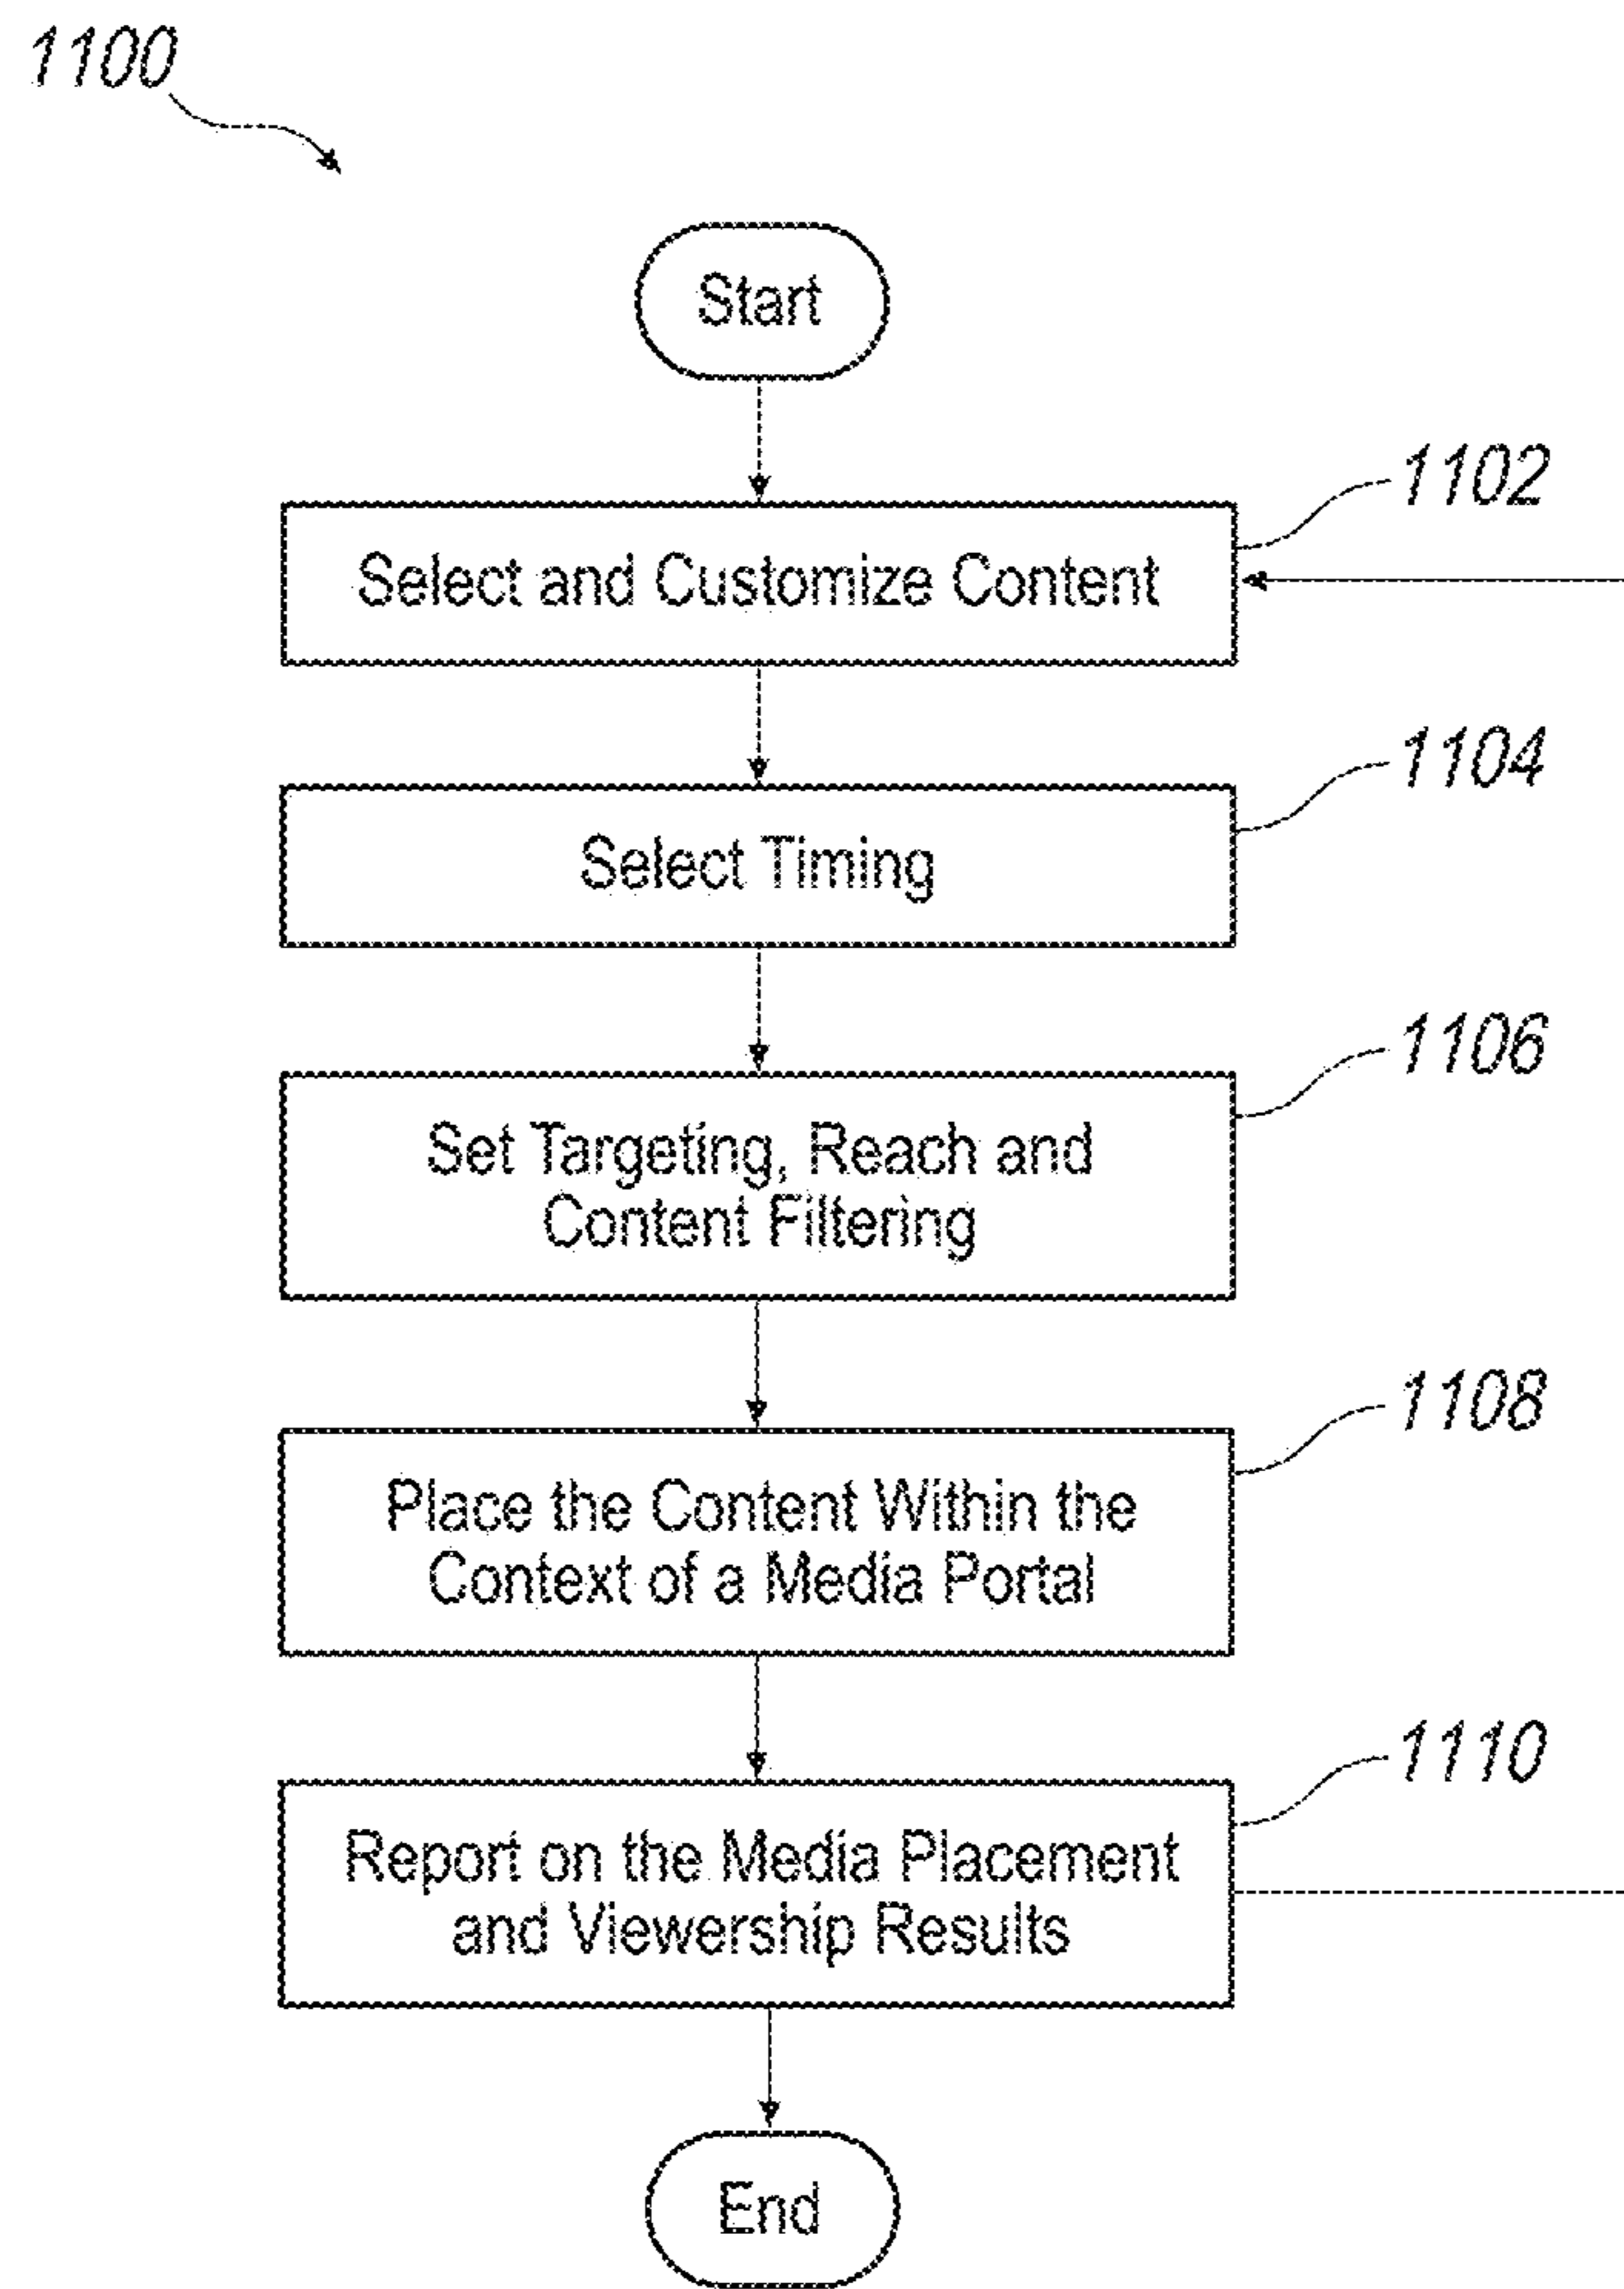 1100
Start
1102
Select and Customize Content
1104
Select Timing
1106
Set Targeting, Reach and
Content Filtering
1108
Place the Content Within the
Context of a Media Portal
1110
Report on the Media Placement
and Viewership Results
End